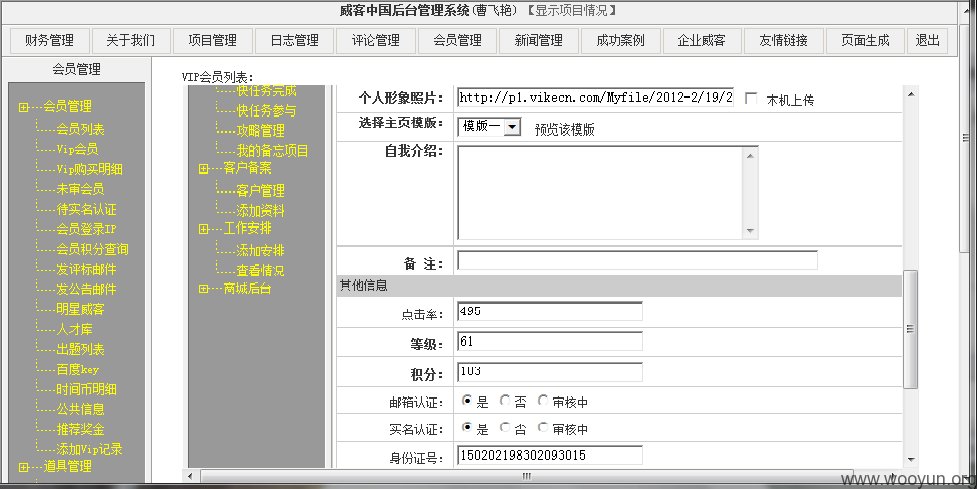 威客中国后台管理系统(曹飞艳)【显示项目情况】
财务管理 关于我们 项目管理 日志管理 评论管理 会员管理 新闻管理 成功案例 企业威客 友情链接 页面生成 退出
会员管理
会员管理
会员列表
Vip会员
Vip购买明细
未审会员
待实名认证
会员登录IP
会员积分查询
发评标邮件
发公告邮件
明星威客
人才库
出题列表
百度key
时间币明细
公共信息
推荐奖金
添加Vip记录
道具管理
VIP会员列表:
快任务完成
快任务参与
攻略管理
我的备忘项目
客户备案
客户管理
添加资料
工作安排
添加安排
查看情况
商城后台
个人形象照片: http://p1.vikecn.com/Myfile/2012-2/19/2 本机上传
选择主页模版: 模版一 预览该模版
自我介绍:
备 注:
其他信息
点击率: 495
等级: 61
积分: 103
邮箱认证: 是 否 审核中
实名认证: 是 否 审核中
身份证号: 150202198302093015
www.wooyun.org